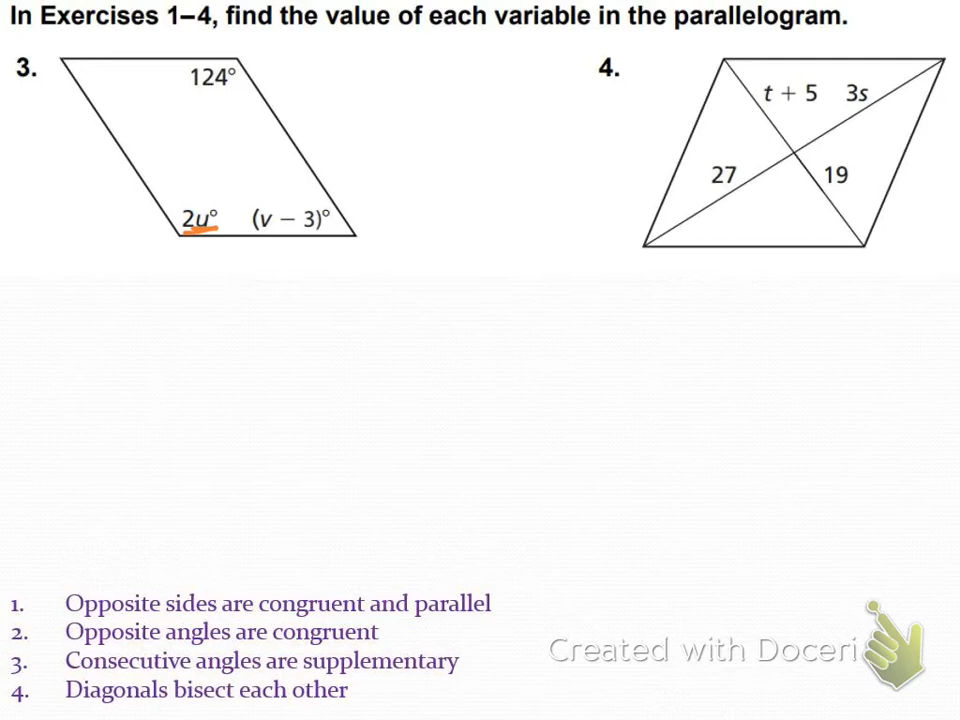 In Exercises 1–4, find the value of each variable in the parallelogram.
3.
124°
2u°
(v − 3)°
4.
t + 5
3s
27
19
1. Opposite sides are congruent and parallel
2. Opposite angles are congruent
3. Consecutive angles are supplementary
4. Diagonals bisect each other
Created with Doceri